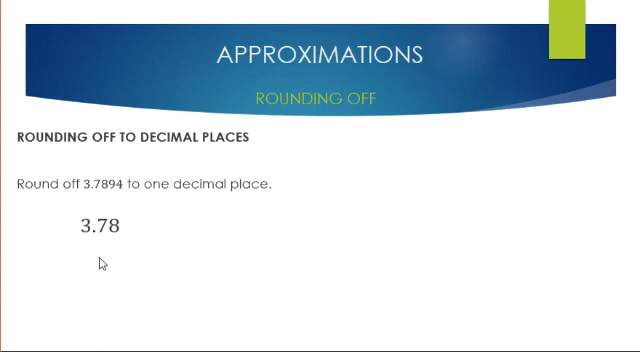 APPROXIMATIONS
ROUNDING OFF
ROUNDING OFF TO DECIMAL PLACES
Round off 3.7894 to one decimal place.
3.78